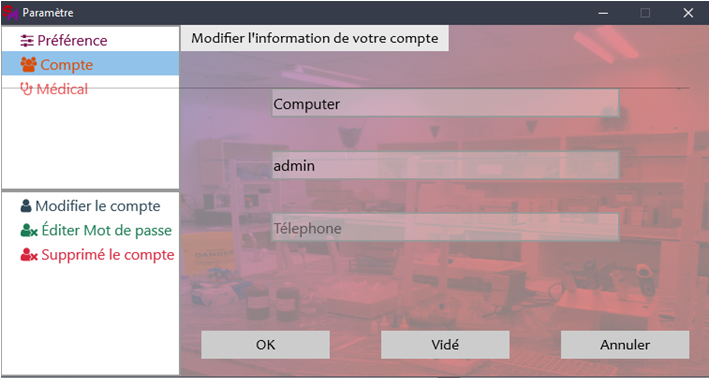 Paramètre
Préférence
Compte
Médical
Modifier le compte
Éditer Mot de passe
Supprimé le compte
Modifier l'information de votre compte
Computer
admin
Télephone
OK
Vidé
Annuler